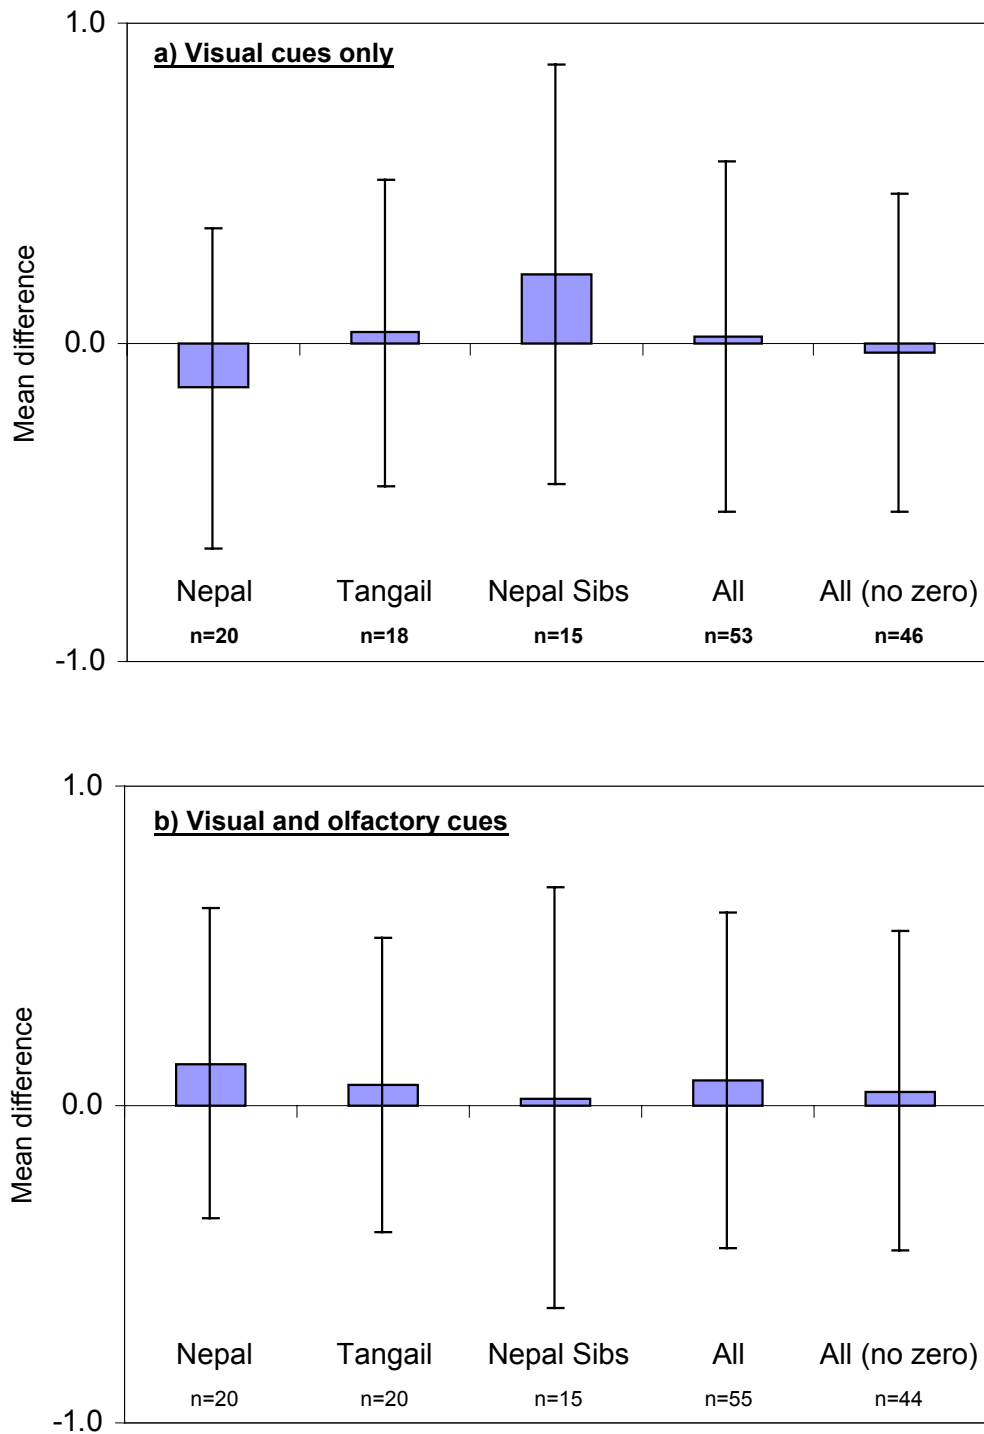 1.0
a) Visual cues only
Mean difference
0.0
Nepal Tangail Nepal Sibs All All (no zero)
n=20 n=18 n=15 n=53 n=46
-1.0
1.0
b) Visual and olfactory cues
Mean difference
0.0
Nepal Tangail Nepal Sibs All All (no zero)
n=20 n=20 n=15 n=55 n=44
-1.0